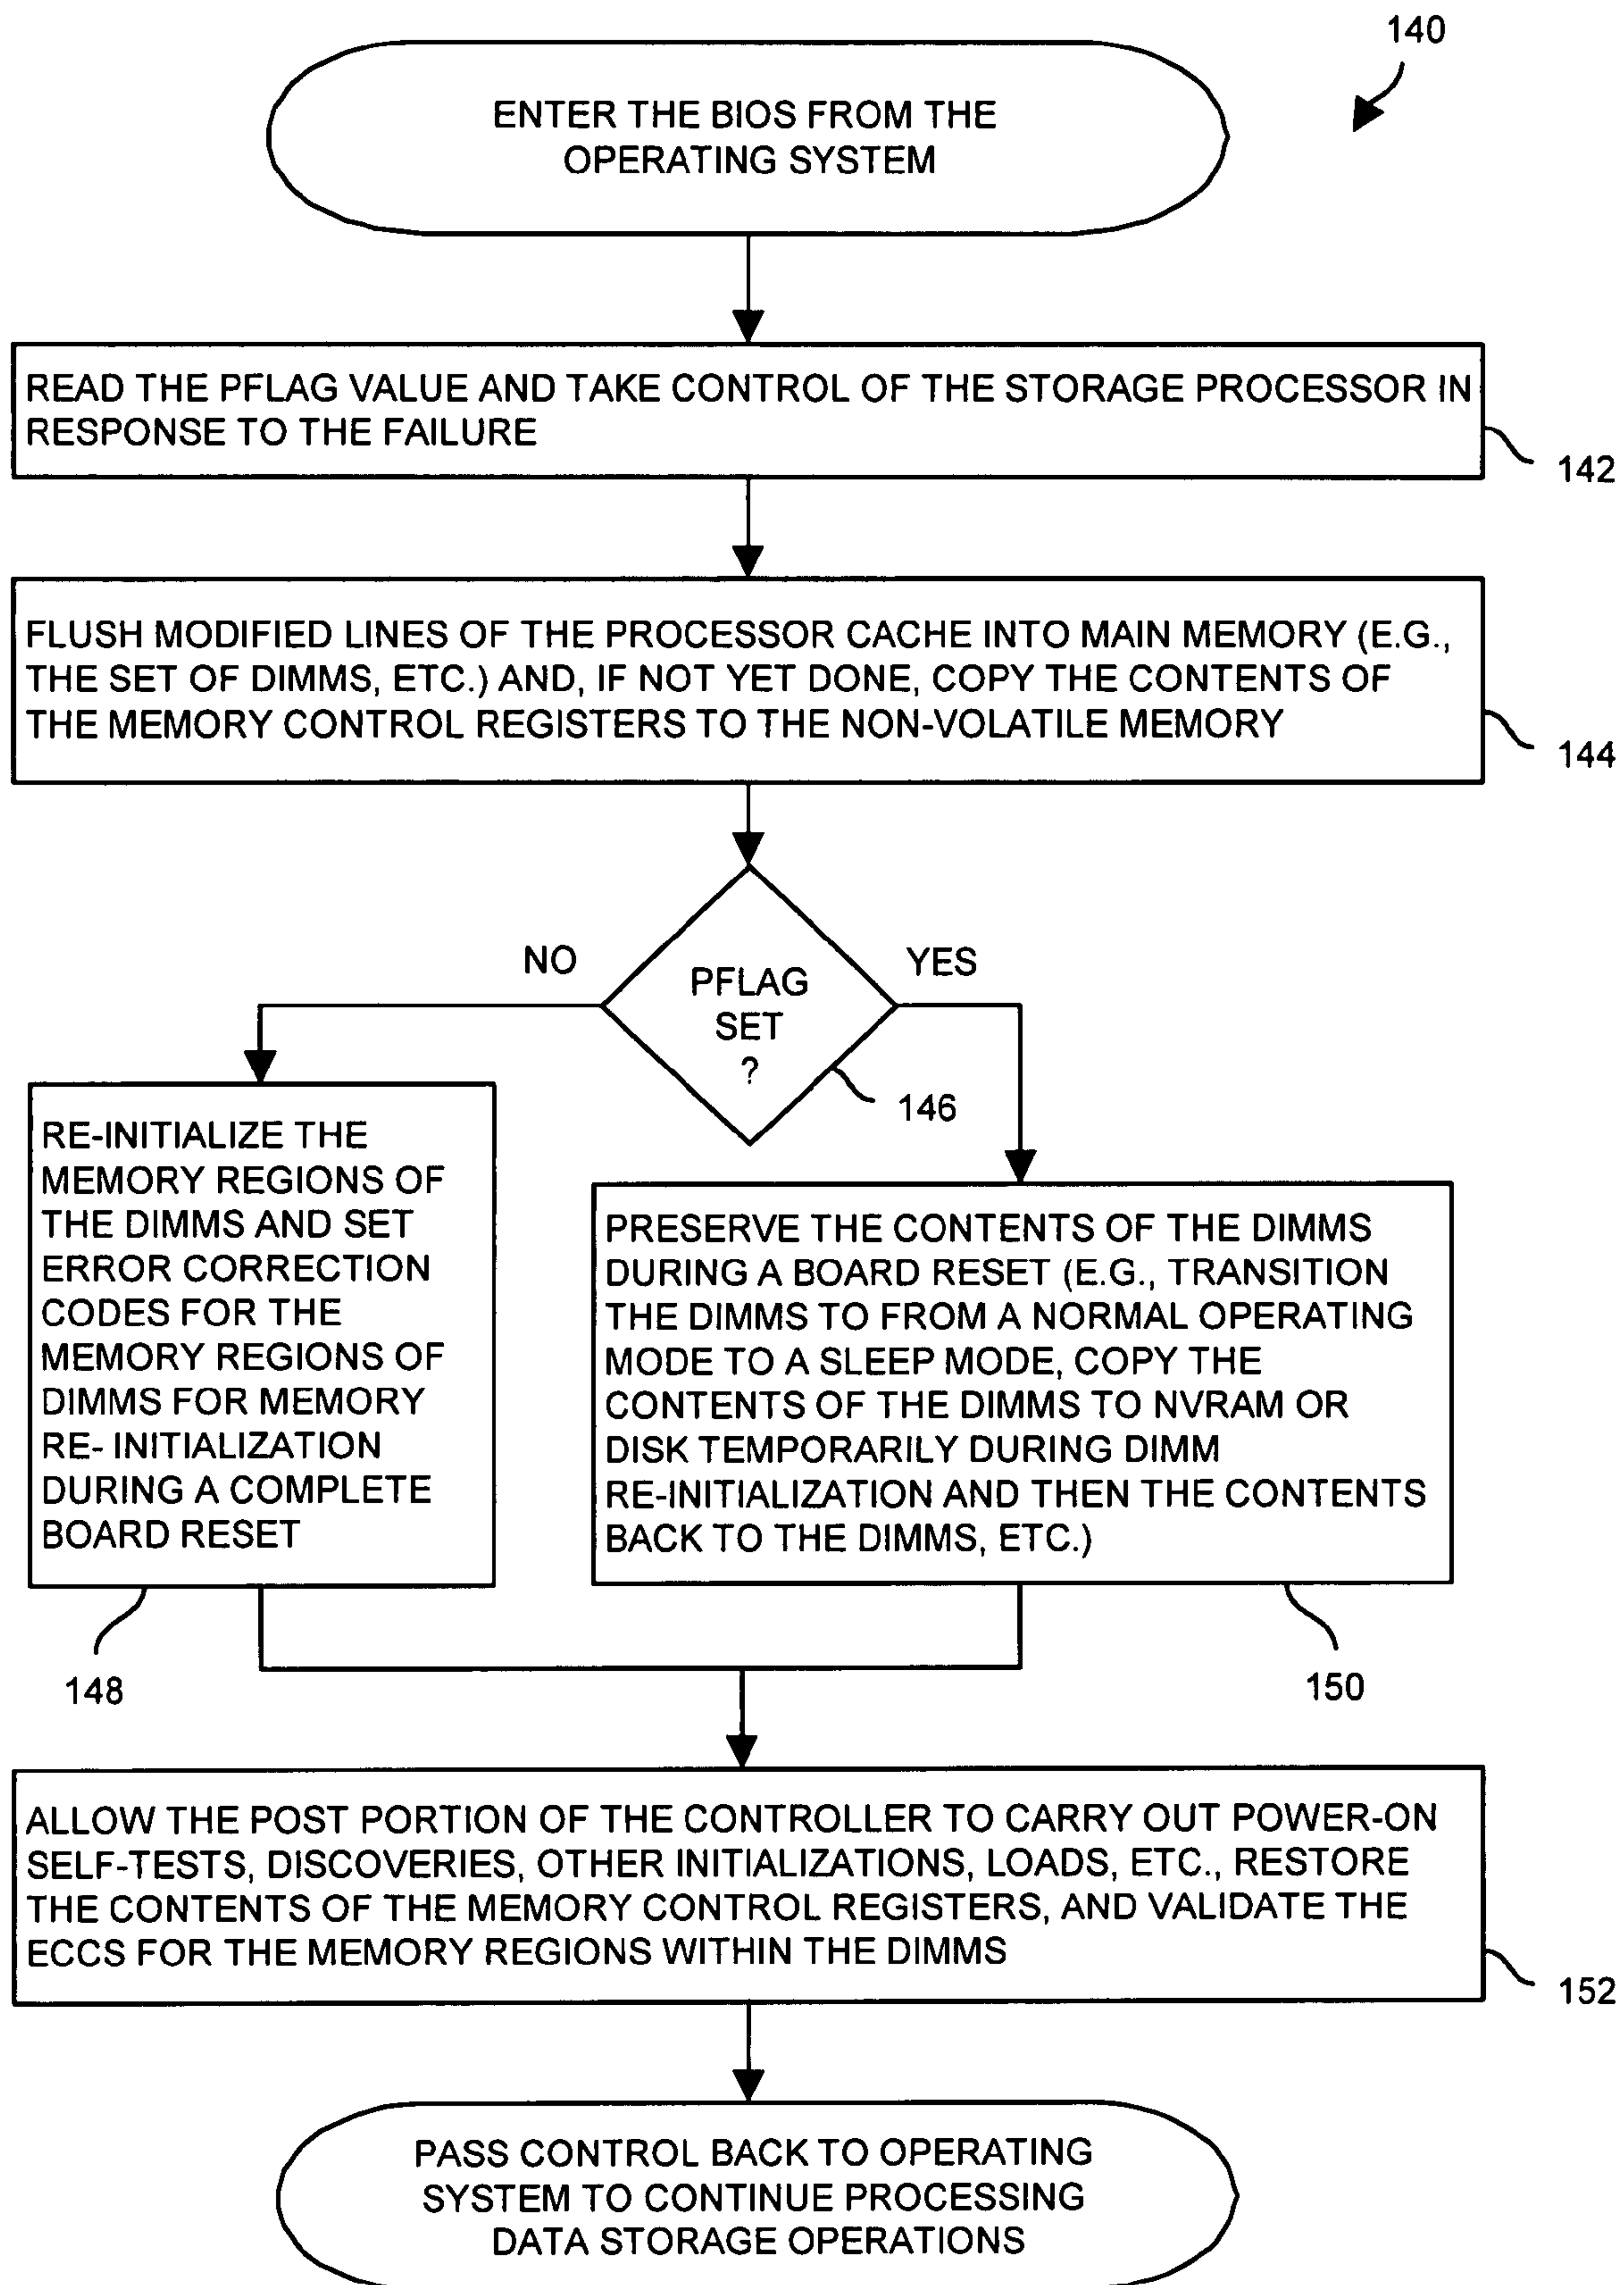 140
ENTER THE BIOS FROM THE
OPERATING SYSTEM
READ THE PFLAG VALUE AND TAKE CONTROL OF THE STORAGE PROCESSOR IN
RESPONSE TO THE FAILURE
142
FLUSH MODIFIED LINES OF THE PROCESSOR CACHE INTO MAIN MEMORY (E.G.,
THE SET OF DIMMS, ETC.) AND, IF NOT YET DONE, COPY THE CONTENTS OF
THE MEMORY CONTROL REGISTERS TO THE NON-VOLATILE MEMORY
144
NO
YES
PFLAG
SET
?
146
RE-INITIALIZE THE
MEMORY REGIONS OF
THE DIMMS AND SET
ERROR CORRECTION
CODES FOR THE
MEMORY REGIONS OF
DIMMS FOR MEMORY
RE- INITIALIZATION
DURING A COMPLETE
BOARD RESET
148
PRESERVE THE CONTENTS OF THE DIMMS
DURING A BOARD RESET (E.G., TRANSITION
THE DIMMS TO FROM A NORMAL OPERATING
MODE TO A SLEEP MODE, COPY THE
CONTENTS OF THE DIMMS TO NVRAM OR
DISK TEMPORARILY DURING DIMM
RE-INITIALIZATION AND THEN THE CONTENTS
BACK TO THE DIMMS, ETC.)
150
ALLOW THE POST PORTION OF THE CONTROLLER TO CARRY OUT POWER-ON
SELF-TESTS, DISCOVERIES, OTHER INITIALIZATIONS, LOADS, ETC., RESTORE
THE CONTENTS OF THE MEMORY CONTROL REGISTERS, AND VALIDATE THE
ECCS FOR THE MEMORY REGIONS WITHIN THE DIMMS
152
PASS CONTROL BACK TO OPERATING
SYSTEM TO CONTINUE PROCESSING
DATA STORAGE OPERATIONS